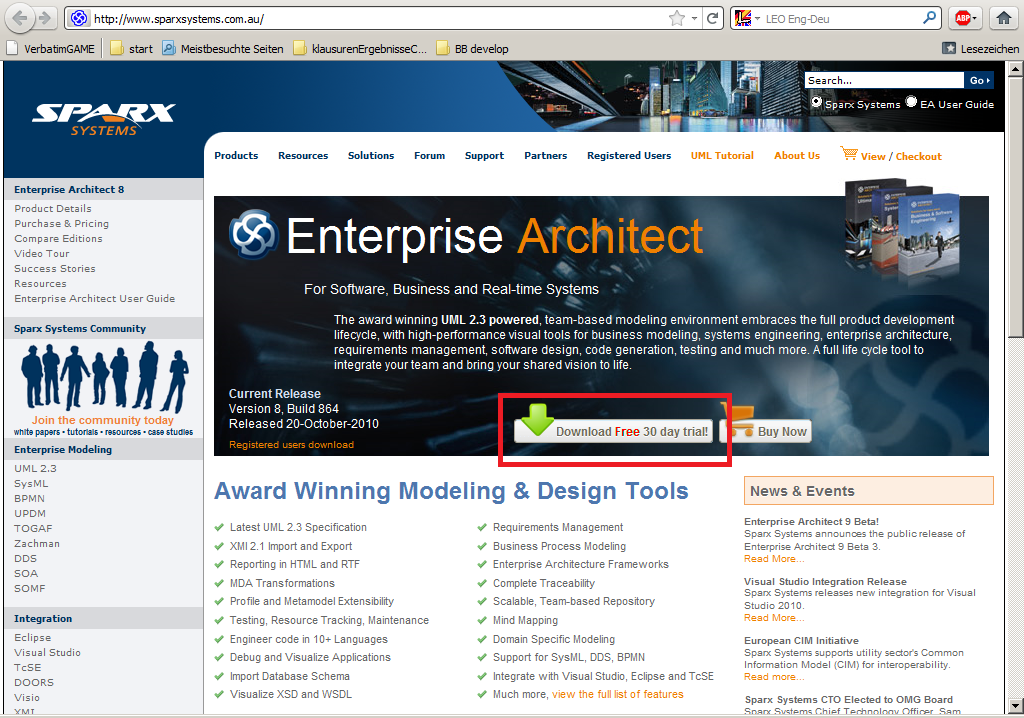 http://www.sparxsystems.com.au/
LEO Eng-Deu
ABP
VerbatimGAME
start
Meistbesuchte Seiten
klausurenErgebnisseC...
BB develop
Lesezeichen
SPARX
SYSTEMS
Search...
Go
Sparx Systems
EA User Guide
Products
Resources
Solutions
Forum
Support
Partners
Registered Users
UML Tutorial
About Us
View / Checkout
Enterprise Architect 8
Product Details
Purchase & Pricing
Compare Editions
Video Tour
Success Stories
Resources
Enterprise Architect User Guide
Sparx Systems Community
Join the community today
white papers • tutorials • resources • case studies
Enterprise Modeling
UML 2.3
SysML
BPMN
UPDM
TOGAF
Zachman
DDS
SOA
SOMF
Integration
Eclipse
Visual Studio
TcSE
DOORS
Visio
XMI
Enterprise Architect
For Software, Business and Real-time Systems
The award winning UML 2.3 powered, team-based modeling environment embraces the full product development
lifecycle, with high-performance visual tools for business modeling, systems engineering, enterprise architecture,
requirements management, software design, code generation, testing and much more. A full life cycle tool to
integrate your team and bring your shared vision to life.
Current Release
Version 8, Build 864
Released 20-October-2010
Registered users download
Download Free 30 day trial!
Buy Now
Business & Software
Engineering
Award Winning Modeling & Design Tools
Latest UML 2.3 Specification
XMI 2.1 Import and Export
Reporting in HTML and RTF
MDA Transformations
Profile and Metamodel Extensibility
Testing, Resource Tracking, Maintenance
Engineer code in 10+ Languages
Debug and Visualize Applications
Import Database Schema
Visualize XSD and WSDL
Requirements Management
Business Process Modeling
Enterprise Architecture Frameworks
Complete Traceability
Scalable, Team-based Repository
Mind Mapping
Domain Specific Modeling
Support for SysML, DDS, BPMN
Integrate with Visual Studio, Eclipse and TcSE
Much more, view the full list of features
News & Events
Enterprise Architect 9 Beta!
Sparx Systems announces the public release of
Enterprise Architect 9 Beta 3.
Read More...
Visual Studio Integration Release
Sparx Systems releases new integration for Visual
Studio 2010.
Read More...
European CIM Initiative
Sparx Systems supports utility sector's Common
Information Model (CIM) for interoperability.
Read more...
Sparx Systems CTO Elected to OMG Board
Sparx Systems Chief Technology Officer, Sam